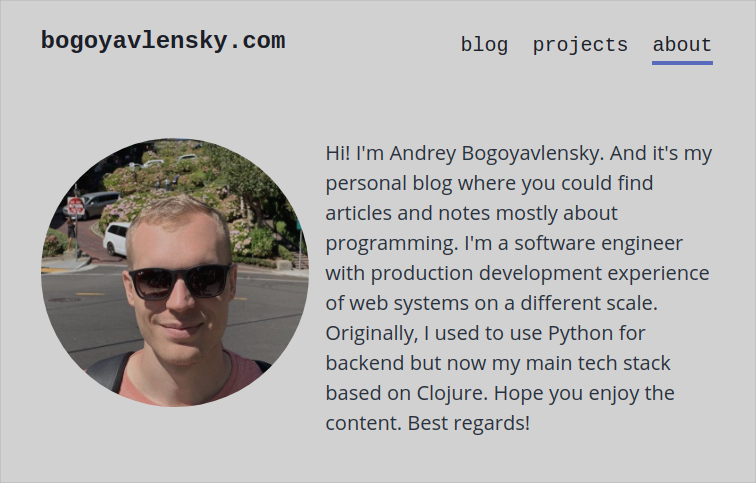 bogoyavlensky.com
blog projects about
Hi! I'm Andrey Bogoyavlensky. And it's my
personal blog where you could find
articles and notes mostly about
programming. I'm a software engineer
with production development experience
of web systems on a different scale.
Originally, I used to use Python for
backend but now my main tech stack
based on Clojure. Hope you enjoy the
content. Best regards!